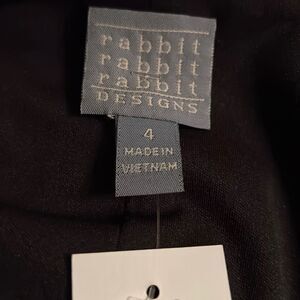 rabbit
rabbit
rabbit
DESIGNS
4
MADE IN
VIETNAM